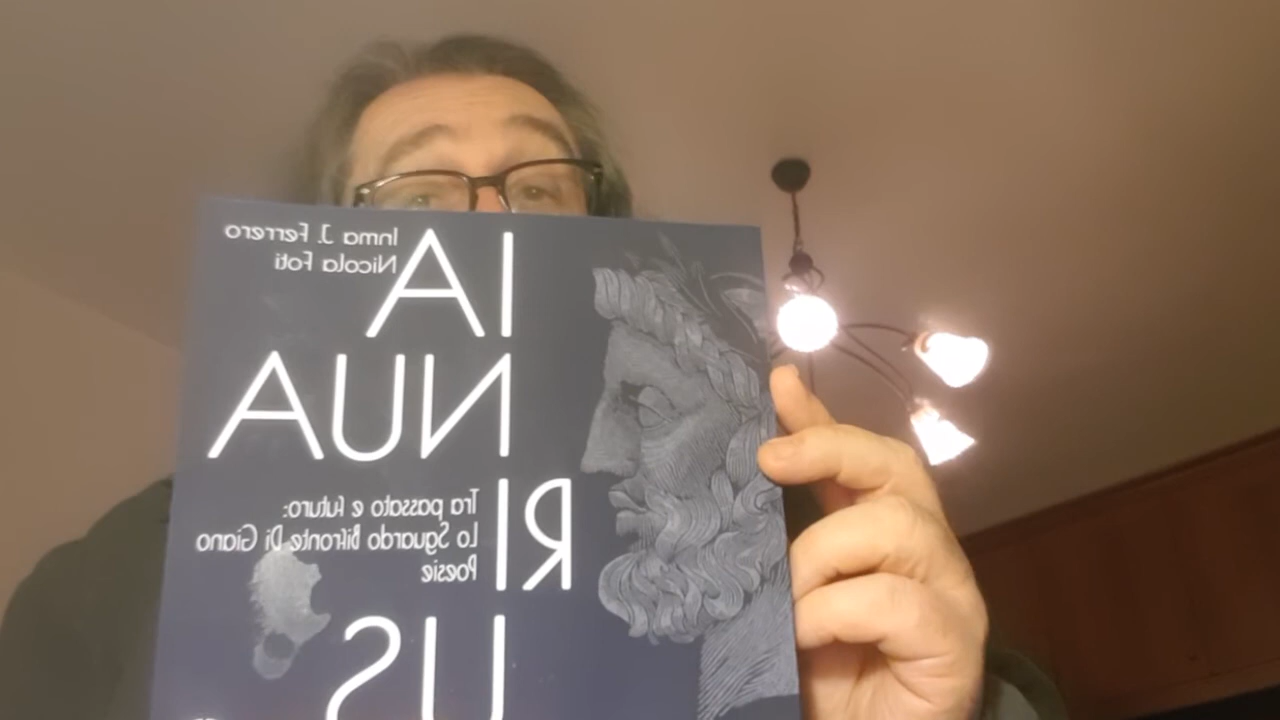 Inma J. Ferrero
Nicola Foti
IA
NUA
RI
US
Tra passato e futuro:
Lo Sguardo Bifronte Di Giano
Poesie